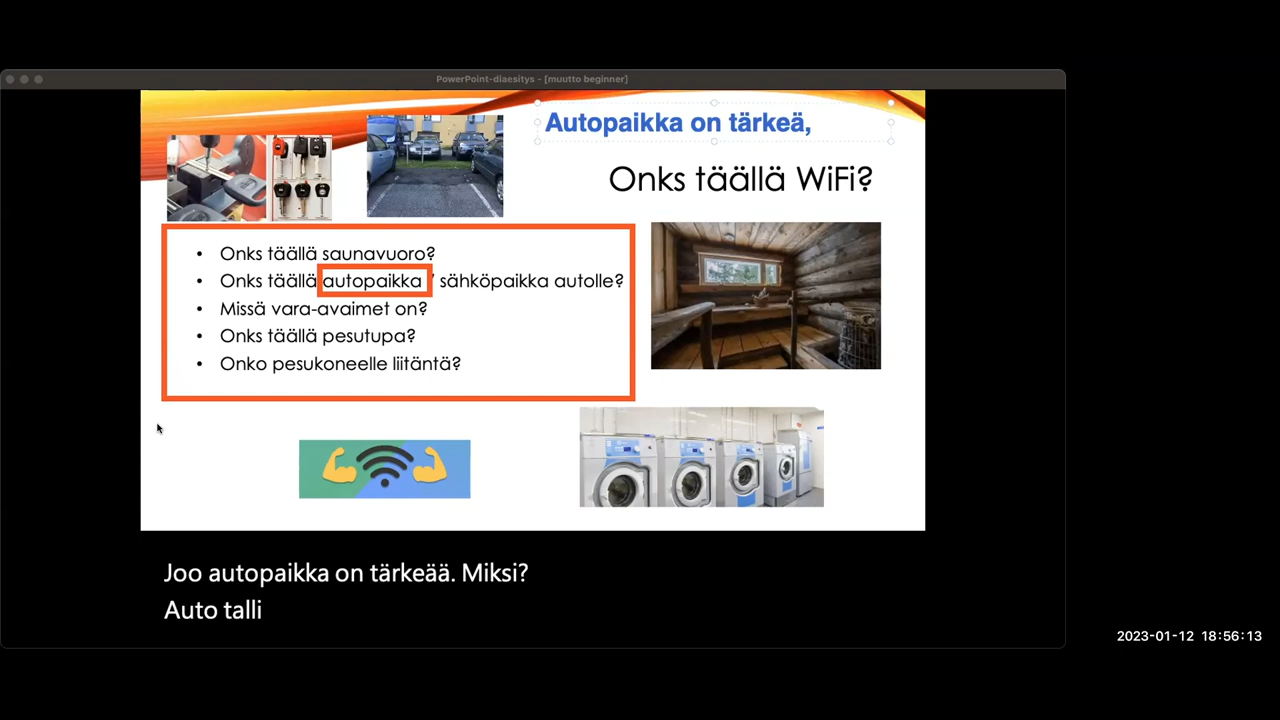 PowerPoint-diaesitys - [muutto beginner]
Autopaikka on tärkeä,
Onks täällä WiFi?
• Onks täällä saunavuoro?
• Onks täällä autopaikka / sähköpaikka autolle?
• Missä vara-avaimet on?
• Onks täällä pesutupa?
• Onko pesukoneelle liitäntä?
Joo autopaikka on tärkeää. Miksi?
Auto talli
2023-01-12 18:56:13